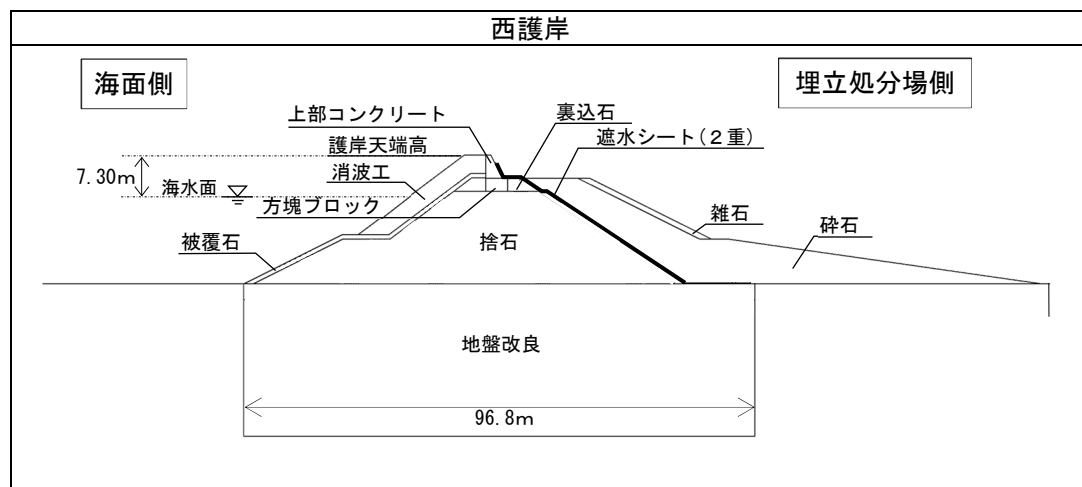 西護岸
海面側
埋立処分場側
上部コンクリート
裏込石
護岸天端高
遮水シート(2重)
7.30m
消波工
海水面
方塊ブロック
雑石
砕石
被覆石
捨石
地盤改良
96.8m